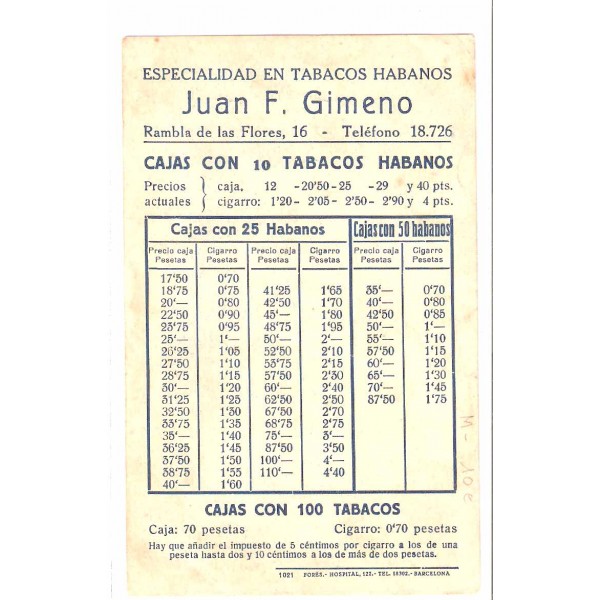 ESPECIALIDAD EN TABACOS HABANOS
Juan F. Gimeno
Rambla de las Flores, 16 - Teléfono 18.726
CAJAS CON 10 TABACOS HABANOS
Precios actuales } caja, 12 -20'50-25 -29 y 40 pts.
cigarro: 1'20- 2'05- 2'50- 2'90 y 4 pts.
Cajas con 25 Habanos Cajas con 50 habanos
Precio caja Pesetas Cigarro Pesetas Precio caja Pesetas Cigarro Pesetas Precio caja Pesetas Cigarro Pesetas
17'50 0'70
18'75 0'75 41'25 1'65 35'— 0'70
20'— 0'80 42'50 1'70 40'— 0'80
22'50 0'90 45'— 1'80 42'50 0'85
23'75 0'95 48'75 1'95 50'— 1'—
25'— 1'— 50'— 2'— 55'— 1'10
26'25 1'05 52'50 2'10 57'50 1'15
27'50 1'10 53'75 2'15 60'— 1'20
28'75 1'15 57'50 2'30 65'— 1'30
30'— 1'20 60'— 2'40 70'— 1'45
31'25 1'25 62'50 2'50 87'50 1'75
32'50 1'30 67'50 2'70
33'75 1'35 68'75 2'75
35'— 1'40 75'— 3'—
36'25 1'45 87'50 3'50
37'50 1'50 100'— 4'—
38'75 1'55 110'— 4'40
40'— 1'60
CAJAS CON 100 TABACOS
Caja: 70 pesetas Cigarro: 0'70 pesetas
Hay que añadir el impuesto de 5 céntimos por cigarro a los de una
peseta hasta dos y 10 céntimos a los de más de dos pesetas.
1021 FORÉS.- HOSPITAL, 123.- TEL. 18302.- BARCELONA